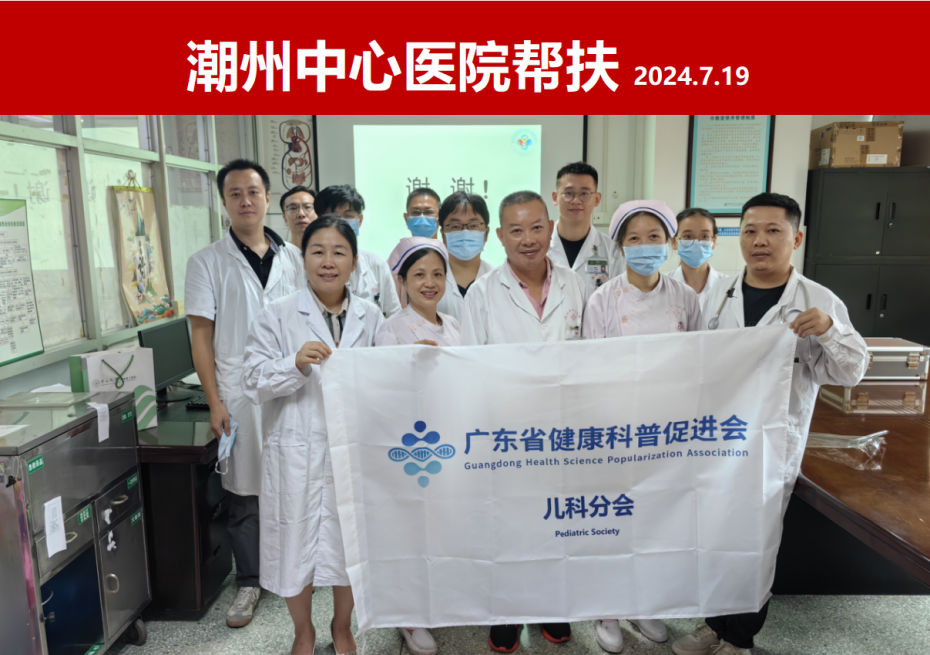 潮州中心医院帮扶 2024.7.19
谢 谢！
广东省健康科普促进会
Guangdong Health Science Popularization Association
儿科分会
Pediatric Society